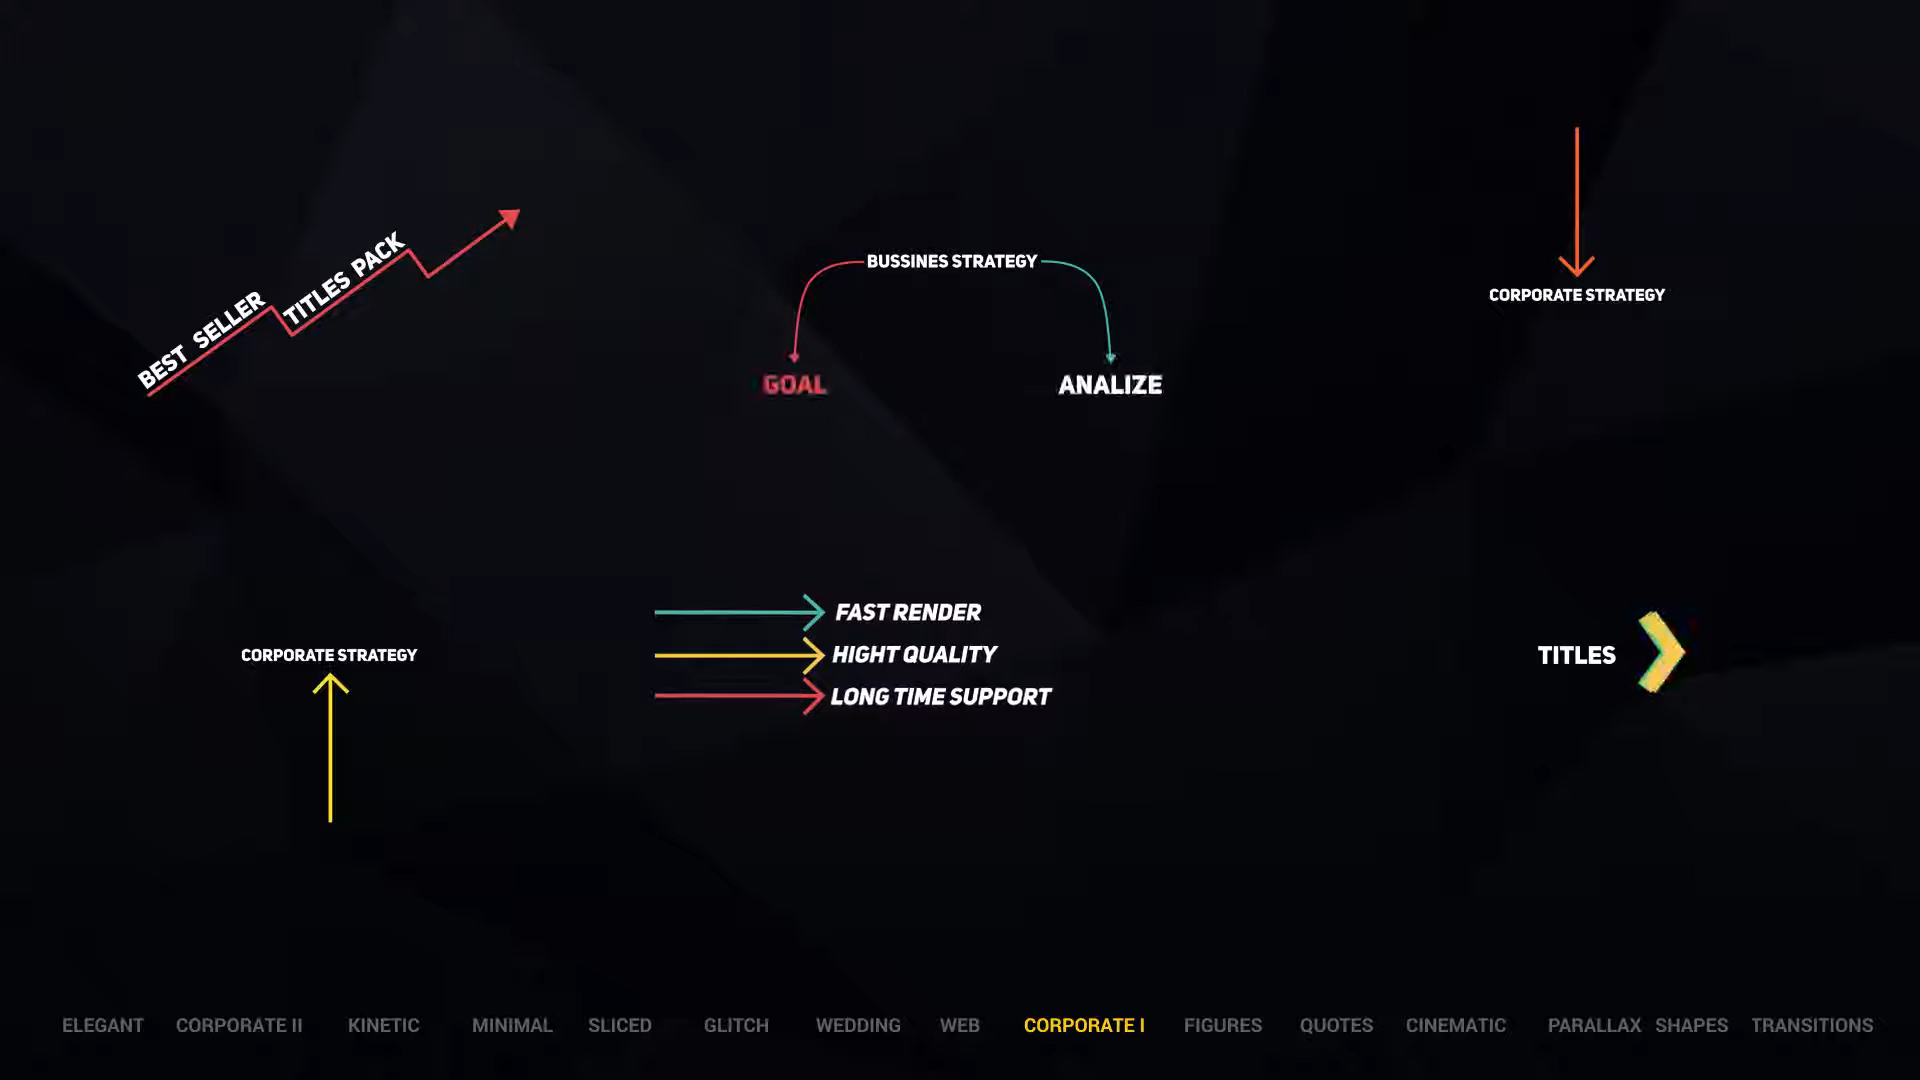 BEST SELLER
TITLES PACK
BUSSINES STRATEGY
GOAL
ANALIZE
CORPORATE STRATEGY
CORPORATE STRATEGY
FAST RENDER
HIGHT QUALITY
LONG TIME SUPPORT
TITLES
ELEGANT CORPORATE II KINETIC MINIMAL SLICED GLITCH WEDDING WEB CORPORATE I FIGURES QUOTES CINEMATIC PARALLAX SHAPES TRANSITIONS